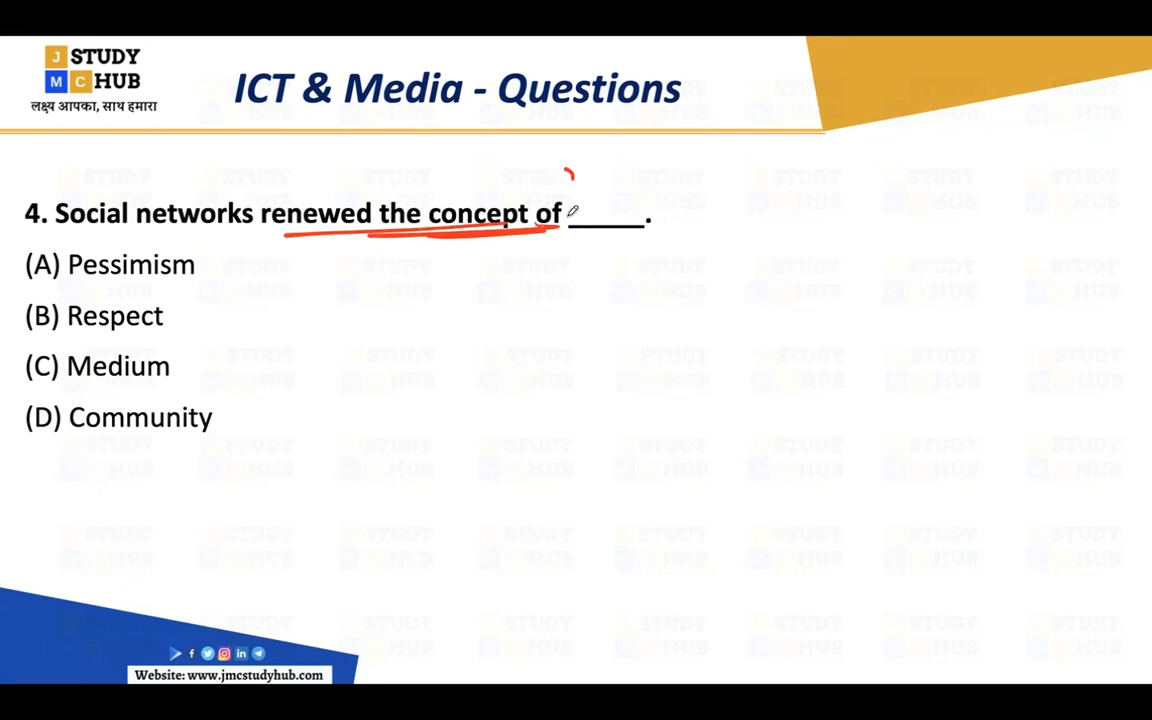 J STUDY
M C HUB
लक्ष्य आपका, साथ हमारा
ICT & Media - Questions
4. Social networks renewed the concept of _____.
(A) Pessimism
(B) Respect
(C) Medium
(D) Community
Website: www.jmcstudyhub.com